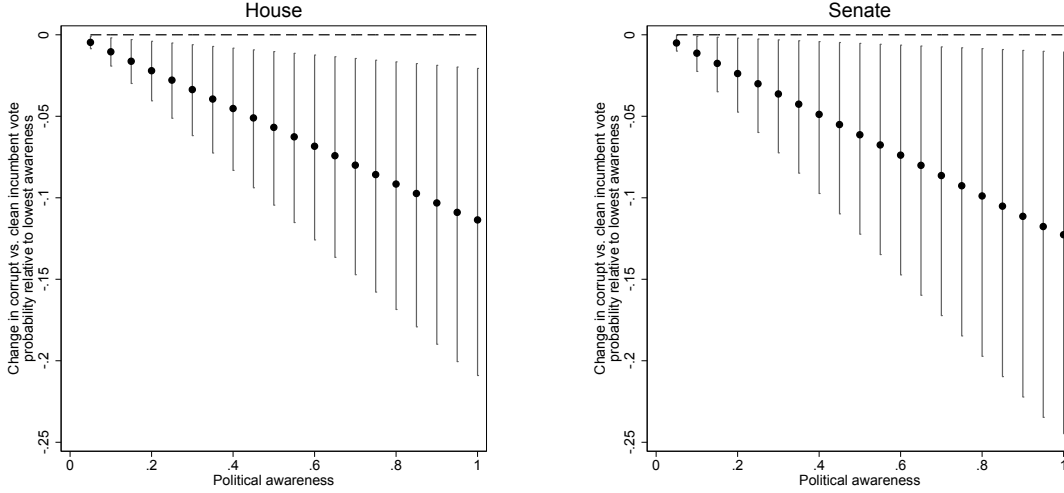 House
0
-.05
-.1
-.15
-.2
-.25
Change in corrupt vs. clean incumbent vote
probability relative to lowest awareness
0 .2 .4 .6 .8 1
Political awareness
Senate
0
-.05
-.1
-.15
-.2
-.25
Change in corrupt vs. clean incumbent vote
probability relative to lowest awareness
0 .2 .4 .6 .8 1
Political awareness